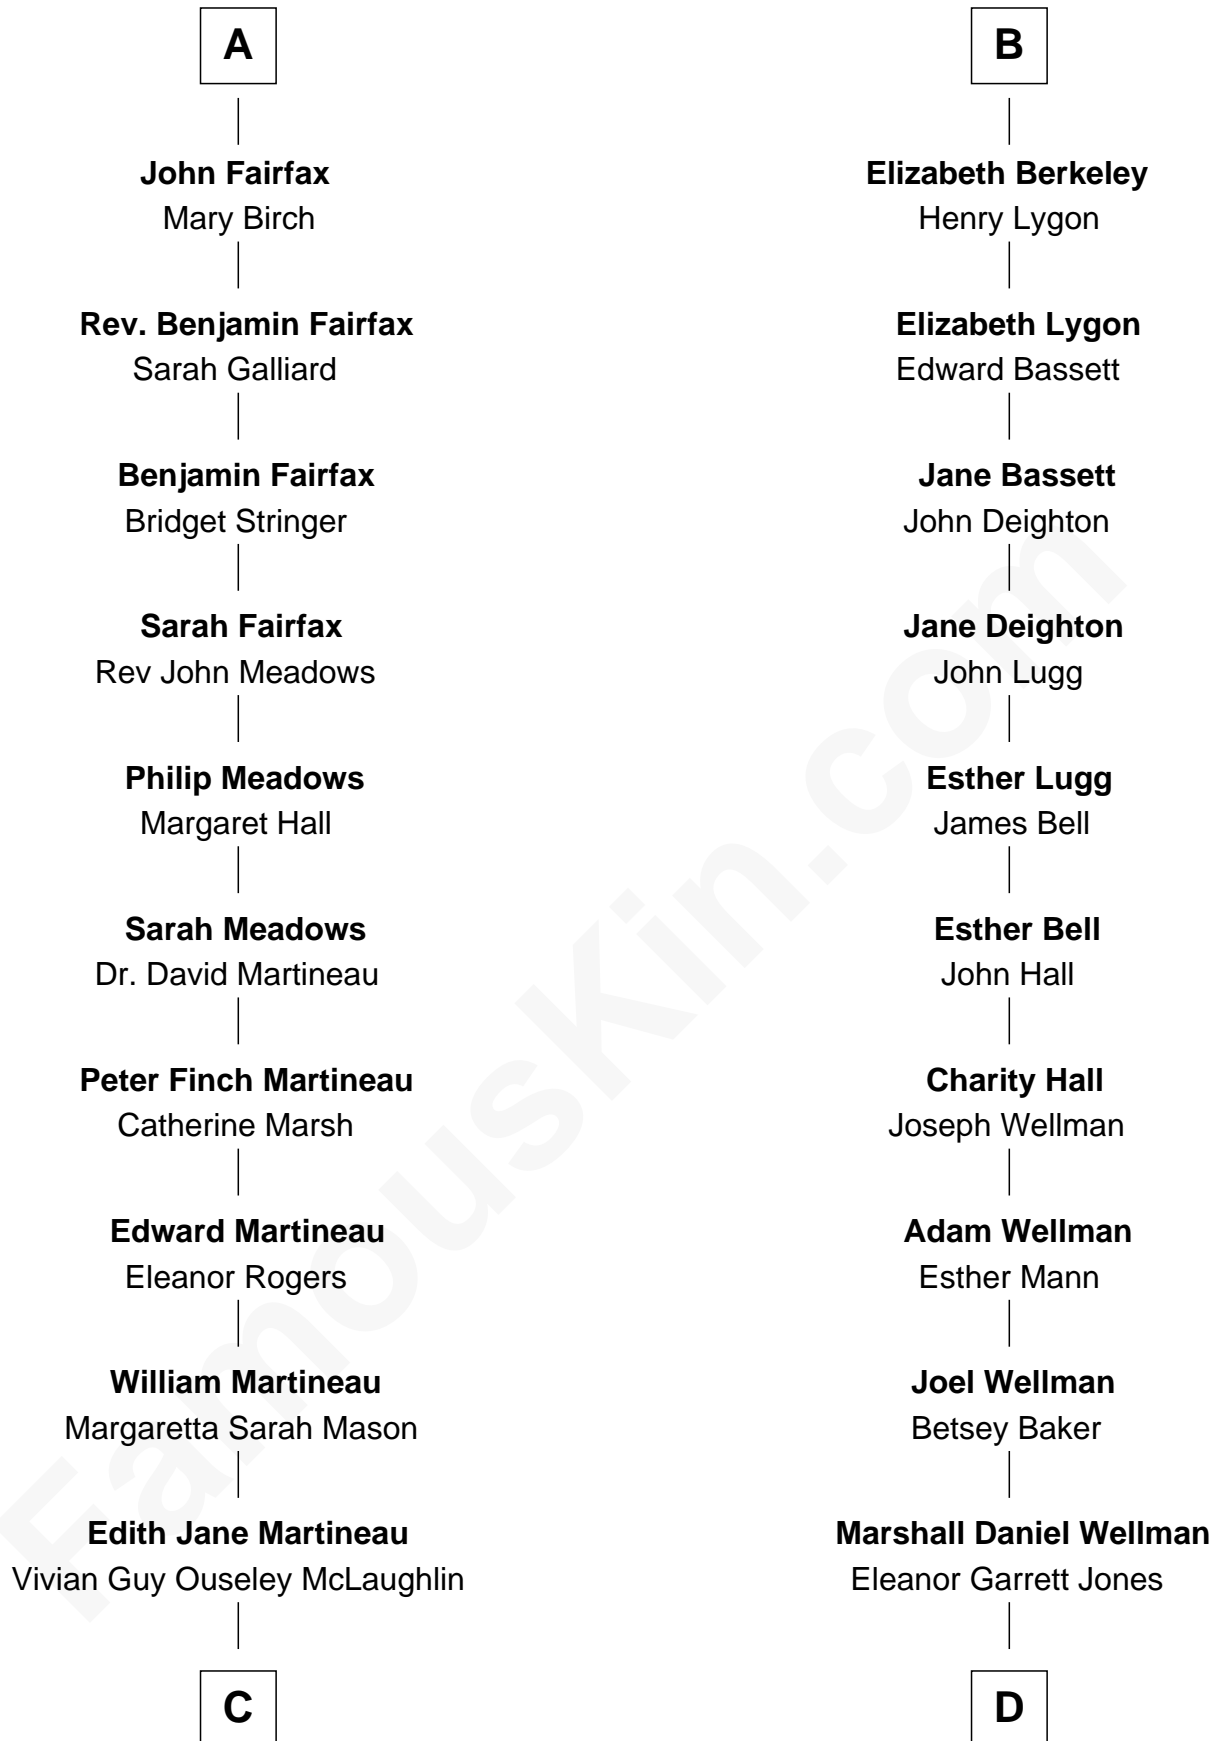 A
John Fairfax
Mary Birch
Rev. Benjamin Fairfax
Sarah Galliard
Benjamin Fairfax
Bridget Stringer
Sarah Fairfax
Rev John Meadows
Philip Meadows
Margaret Hall
Sarah Meadows
Dr. David Martineau
Peter Finch Martineau
Catherine Marsh
Edward Martineau
Eleanor Rogers
William Martineau
Margaretta Sarah Mason
Edith Jane Martineau
Vivian Guy Ouseley McLaughlin
C
B
Elizabeth Berkeley
Henry Lygon
Elizabeth Lygon
Edward Bassett
Jane Bassett
John Deighton
Jane Deighton
John Lugg
Esther Lugg
James Bell
Esther Bell
John Hall
Charity Hall
Joseph Wellman
Adam Wellman
Esther Mann
Joel Wellman
Betsey Baker
Marshall Daniel Wellman
Eleanor Garrett Jones
D
FamousKin.com